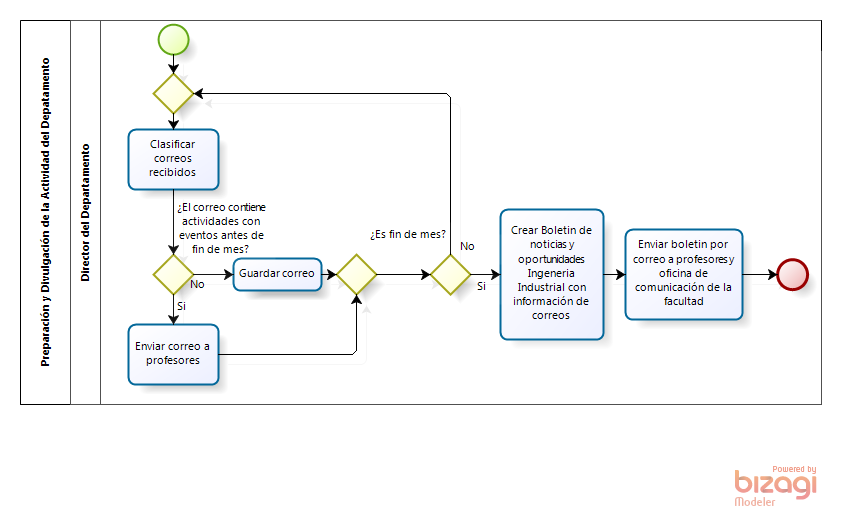 Preparación y Divulgación de la Actividad del Depatamento
Director del Departamento
Clasificar
correos
recibidos
¿El correo contiene
actividades con
eventos antes de
fin de mes?
No
Si
Guardar correo
Enviar correo a
profesores
¿Es fin de mes?
No
Si
Crear Boletin de
noticias y
oportunidades
Ingeneria
Industrial con
información de
correos
Enviar boletin por
correo a profesores y
oficina de
comunicación de la
facultad
Powered by
bizagi
Modeler